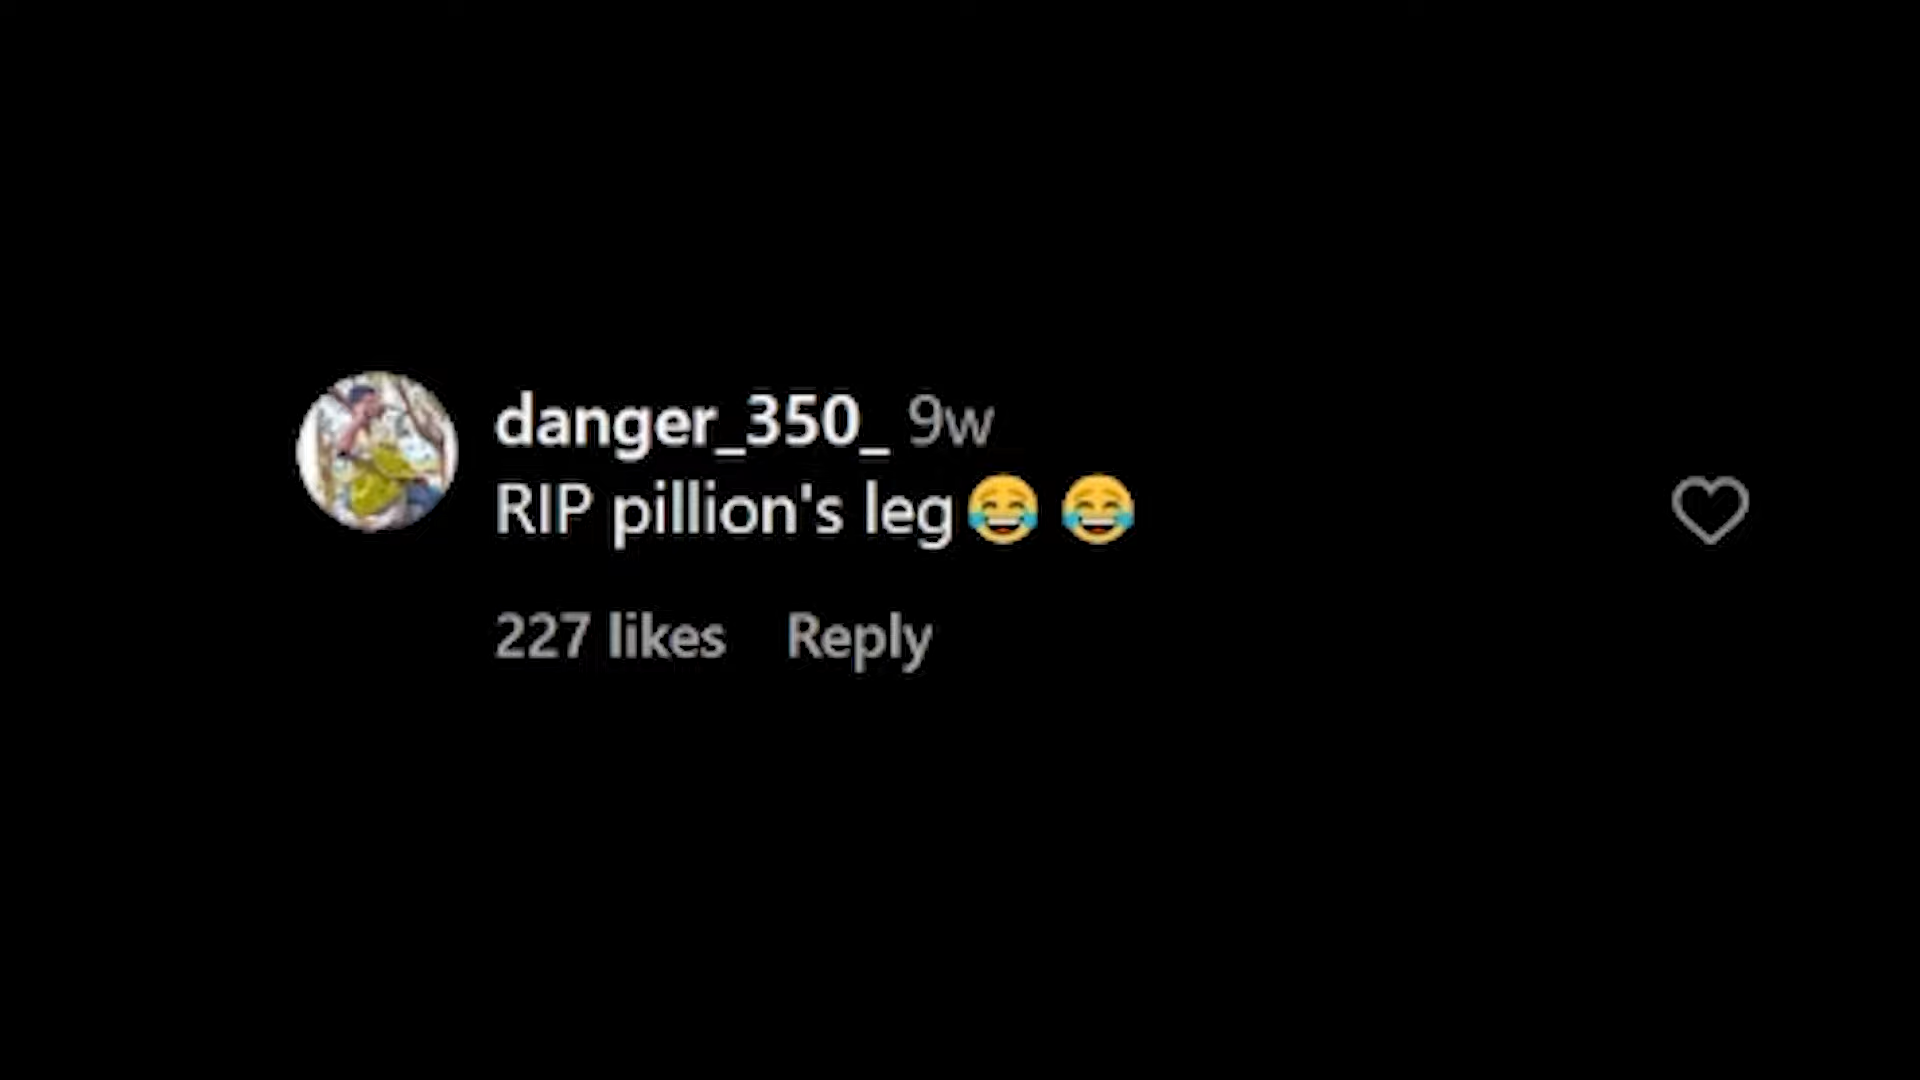 danger_350_ 9w
RIP pillion's leg😂 😂
227 likes Reply